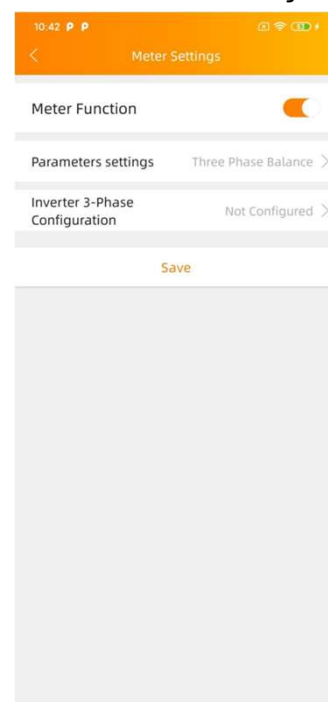 10:42
Meter Settings
Meter Function
Parameters settings Three Phase Balance
Inverter 3-Phase
Configuration
Not Configured
Save